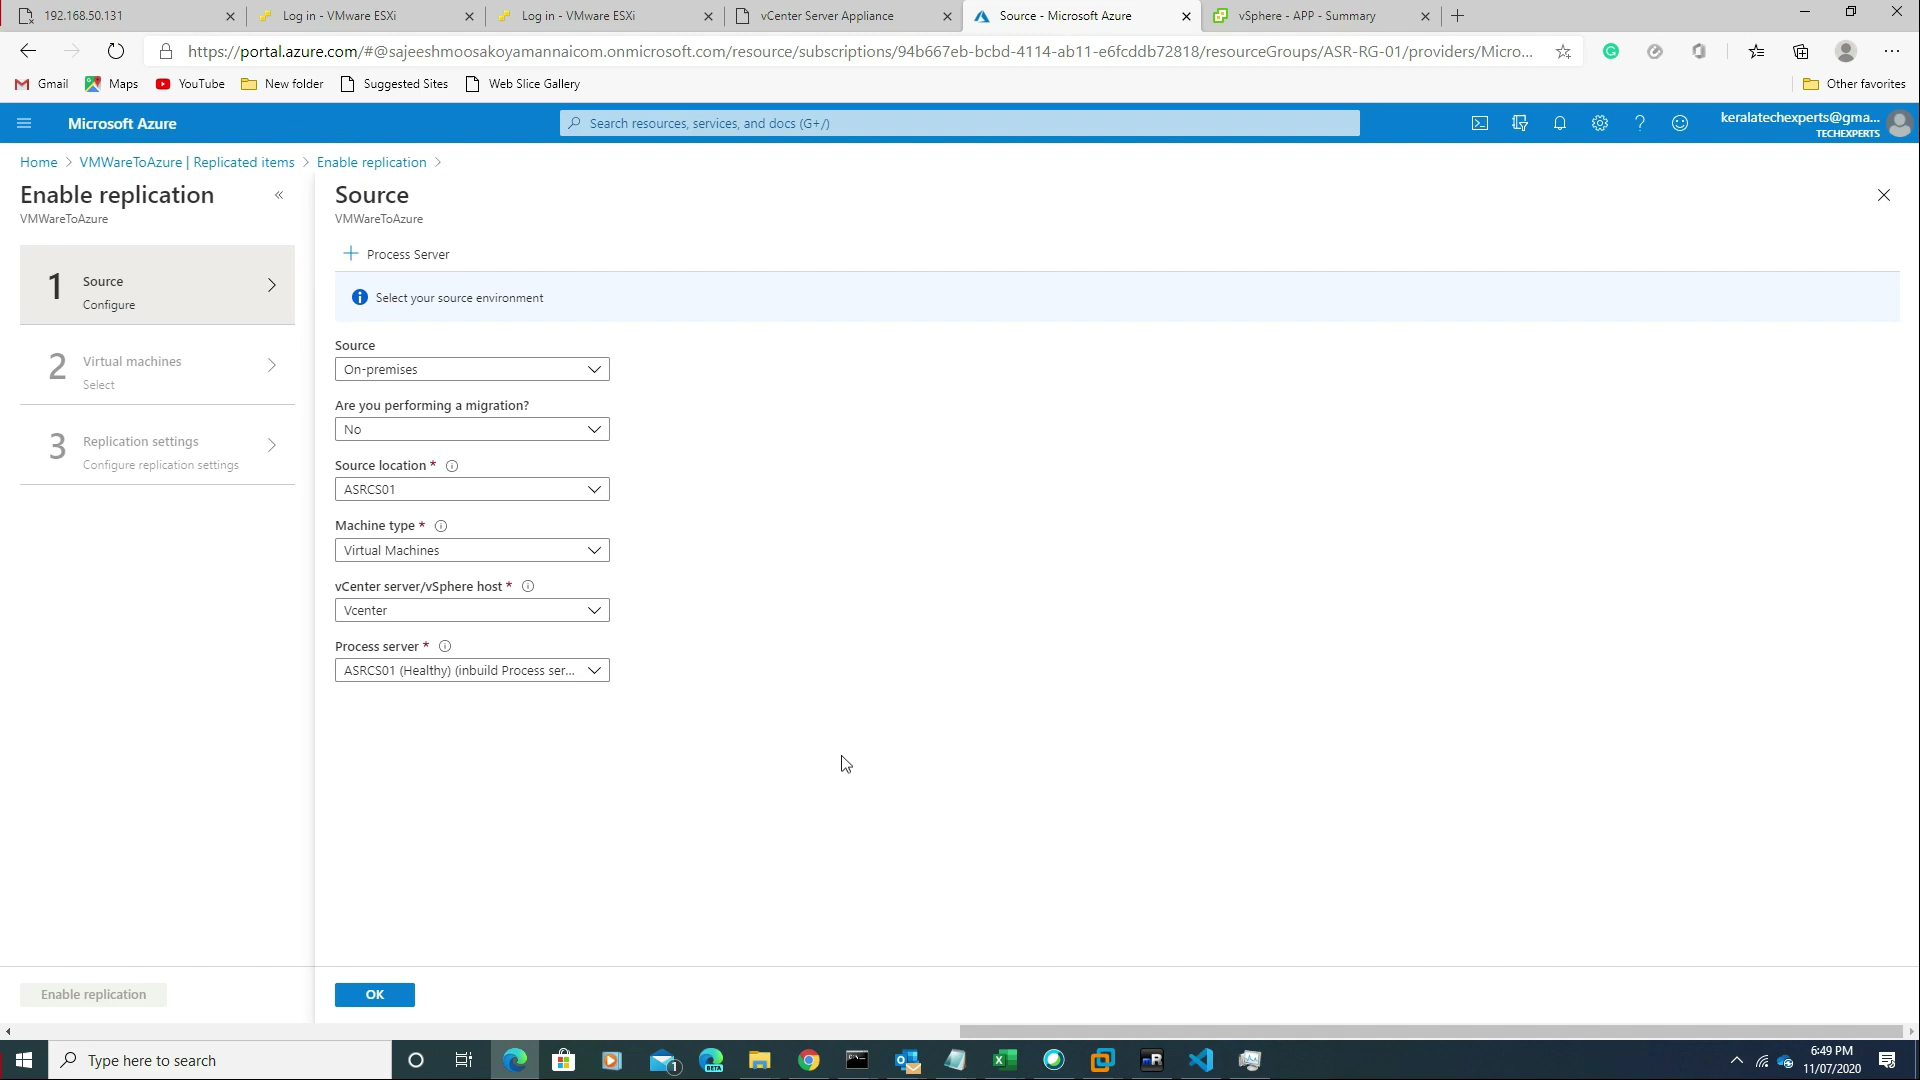 192.168.50.131
Log in - VMware ESXi
Log in - VMware ESXi
vCenter Server Appliance
Source - Microsoft Azure
vSphere - APP - Summary
https://portal.azure.com/#@sajeeshmoosakoyamannaicom.onmicrosoft.com/resource/subscriptions/94b667eb-bcbd-4114-ab11-e6fcddb72818/resourceGroups/ASR-RG-01/providers/Micro...
Gmail
Maps
YouTube
New folder
Suggested Sites
Web Slice Gallery
Other favorites
Microsoft Azure
Search resources, services, and docs (G+/)
keralatechexperts@gma...
TECHEXPERTS
Home > VMWareToAzure | Replicated items > Enable replication >
Enable replication
VMWareToAzure
1 Source
Configure
2 Virtual machines
Select
3 Replication settings
Configure replication settings
Enable replication
Source
VMWareToAzure
Process Server
Select your source environment
Source
On-premises
Are you performing a migration?
No
Source location *
ASRCS01
Machine type *
Virtual Machines
vCenter server/vSphere host *
Vcenter
Process server *
ASRCS01 (Healthy) (inbuild Process ser...
OK
Type here to search
1
BETA
6:49 PM
11/07/2020